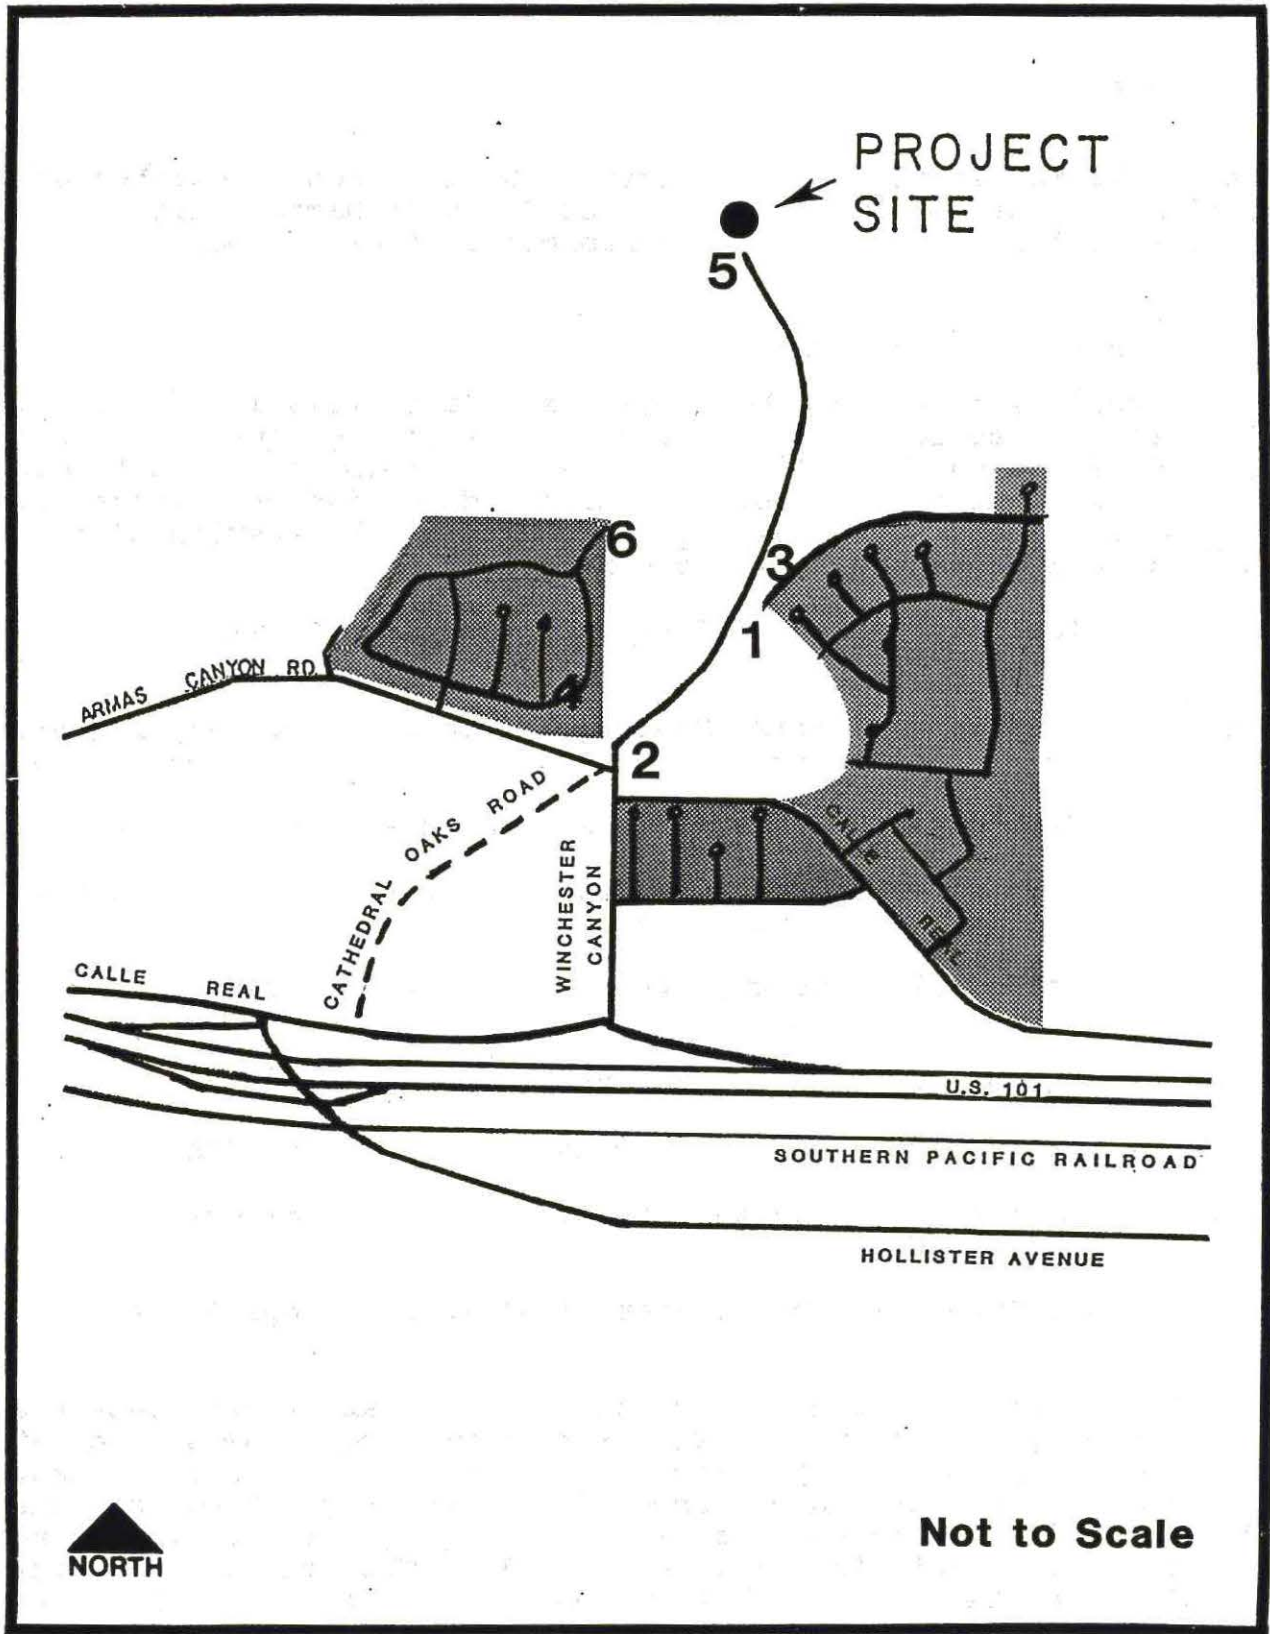 PROJECT
SITE
5
6
3
1
4
ARMAS CANYON RD.
2
CATHEDRAL OAKS ROAD
WINCHESTER
CANYON
CALLE REAL
CALLE REAL
U.S. 101
SOUTHERN PACIFIC RAILROAD
HOLLISTER AVENUE
Not to Scale
NORTH